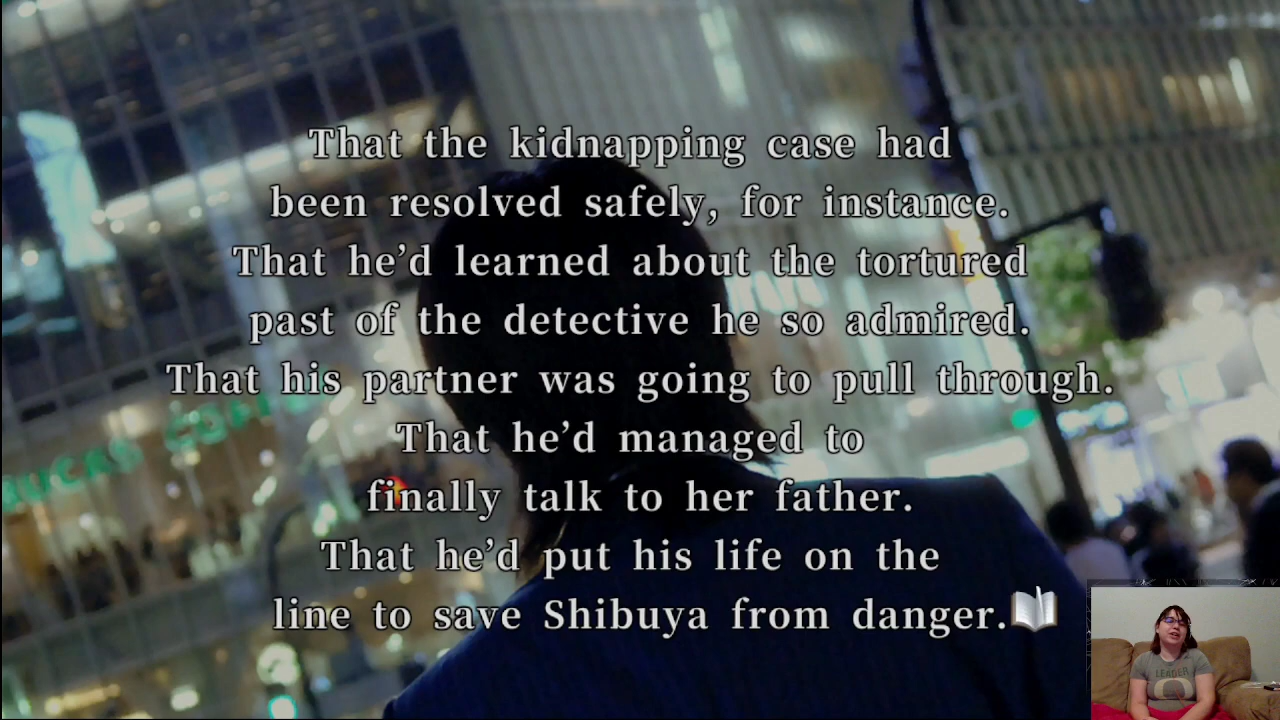 That the kidnapping case had
been resolved safely, for instance.
That he’d learned about the tortured
past of the detective he so admired.
That his partner was going to pull through.
That he’d managed to
finally talk to her father.
That he’d put his life on the
line to save Shibuya from danger.
LEADER